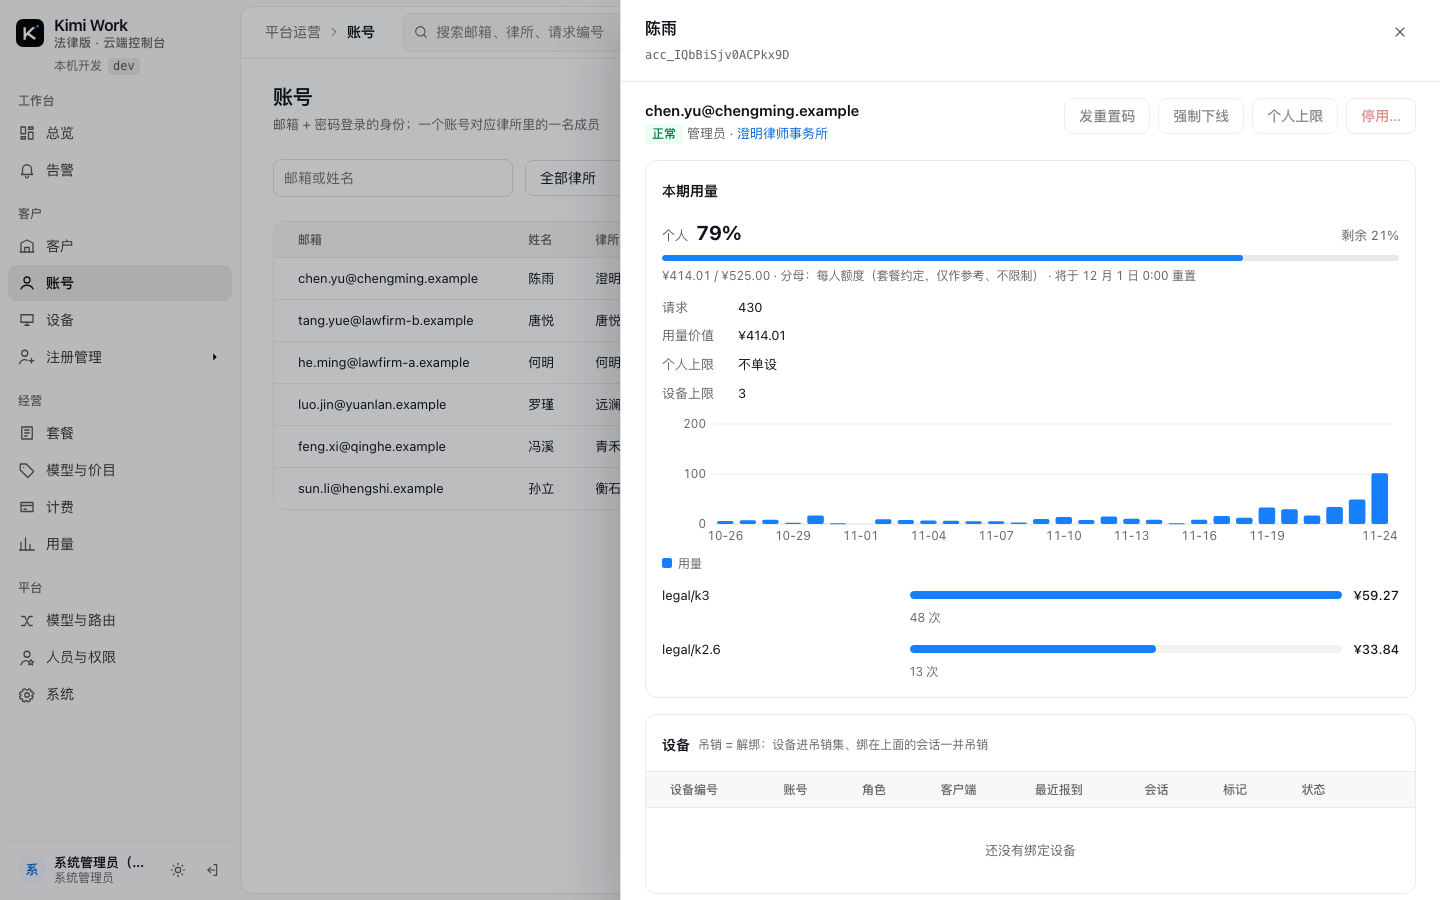 Kimi Work
法律版 · 云端控制台
本机开发 dev
工作台
总览
告警
客户
客户
账号
设备
注册管理
经营
套餐
模型与价目
计费
用量
平台
模型与路由
人员与权限
系统
系
系统管理员（...
系统管理员
平台运营 > 账号
搜索邮箱、律所、请求编号
账号
邮箱 + 密码登录的身份；一个账号对应律所里的一名成员
邮箱或姓名
全部律所
邮箱 姓名 律所
chen.yu@chengming.example 陈雨 澄明
tang.yue@lawfirm-b.example 唐悦 唐悦
he.ming@lawfirm-a.example 何明 何明
luo.jin@yuanlan.example 罗瑾 远澜
feng.xi@qinghe.example 冯溪 青禾
sun.li@hengshi.example 孙立 衡石
陈雨
acc_IQbBiSjv0ACPkx9D
chen.yu@chengming.example
正常 管理员 · 澄明律师事务所
发重置码 强制下线 个人上限 停用...
本期用量
个人 79% 剩余 21%
¥414.01 / ¥525.00 · 分母：每人额度（套餐约定，仅作参考、不限制） · 将于 12 月 1 日 0:00 重置
请求 430
用量价值 ¥414.01
个人上限 不单设
设备上限 3
200
100
0
10-26 10-29 11-01 11-04 11-07 11-10 11-13 11-16 11-19 11-24
用量
legal/k3 ¥59.27
48 次
legal/k2.6 ¥33.84
13 次
设备 吊销 = 解绑：设备进吊销集、绑在上面的会话一并吊销
设备编号 账号 角色 客户端 最近报到 会话 标记 状态
还没有绑定设备